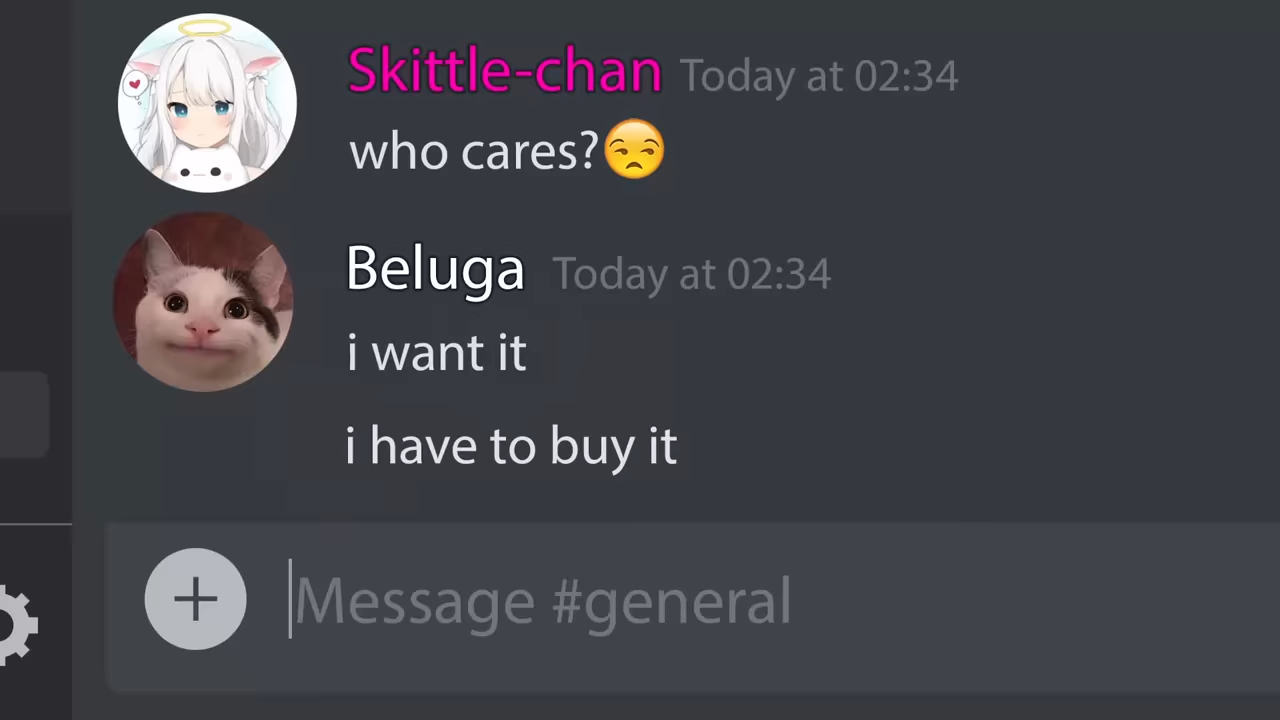 Skittle-chan Today at 02:34
who cares?😒
Beluga Today at 02:34
i want it
i have to buy it
Message #general